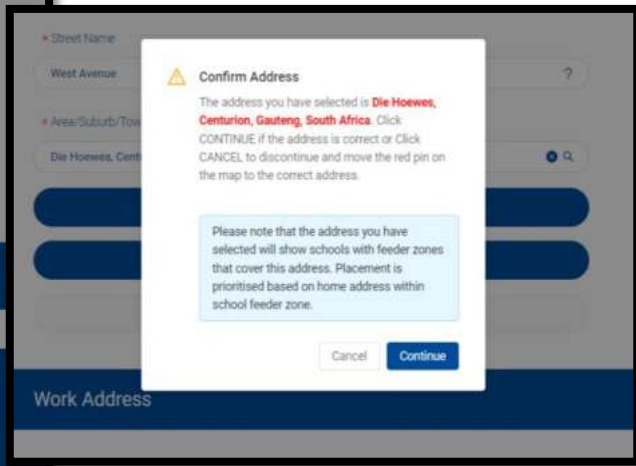 * Street Name
West Avenue
?
* Area/Suburb/Tow
Die Hoewes, Cent
Confirm Address
The address you have selected is Die Hoewes,
Centurion, Gauteng, South Africa. Click
CONTINUE if the address is correct or Click
CANCEL to discontinue and move the red pin on
the map to the correct address.
Please note that the address you have
selected will show schools with feeder zones
that cover this address. Placement is
prioritised based on home address within
school feeder zone.
Cancel Continue
Work Address